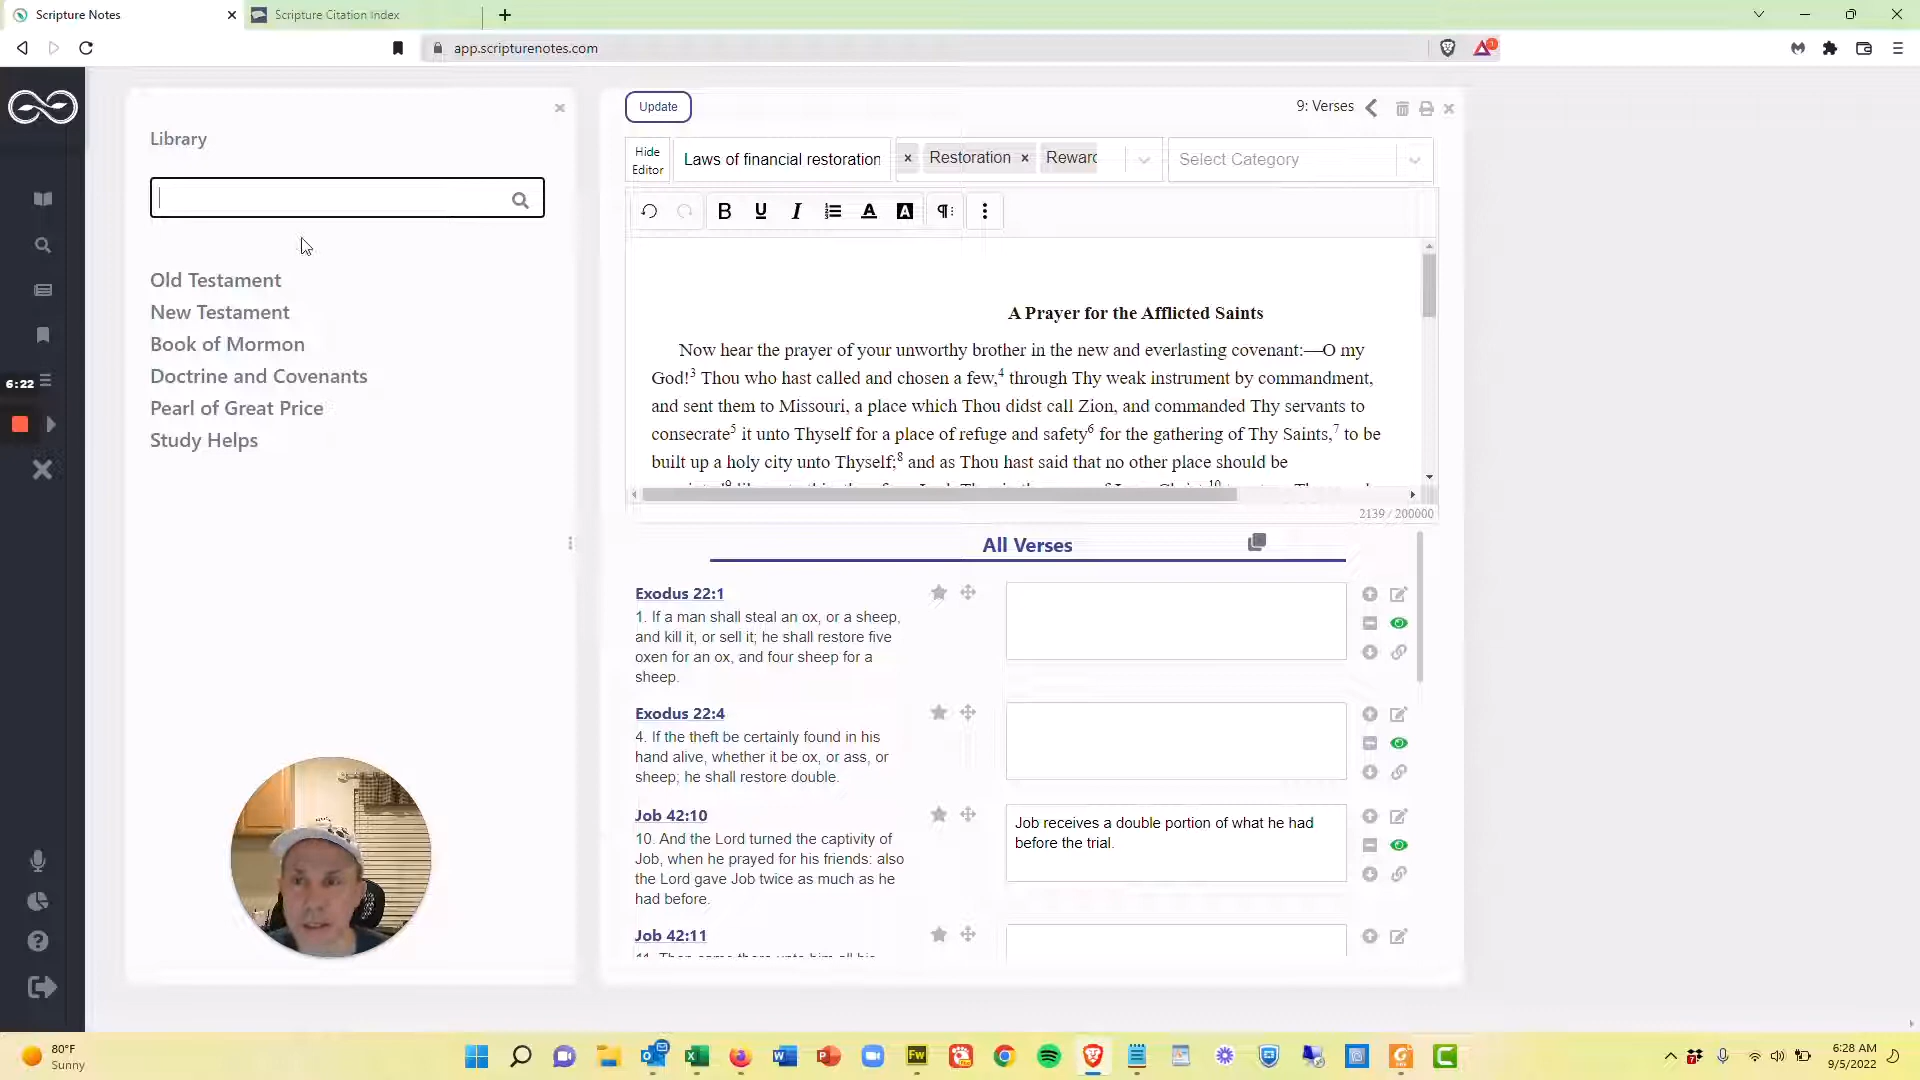 Scripture Notes
Scripture Citation Index
app.scripturenotes.com
1
Library
Old Testament
New Testament
Book of Mormon
Doctrine and Covenants
Pearl of Great Price
Study Helps
6:22
Update
9: Verses
Hide
Editor
Laws of financial restoration
× Restoration × Reward
Select Category
B U I A A
A Prayer for the Afflicted Saints
Now hear the prayer of your unworthy brother in the new and everlasting covenant:—O my
God!3 Thou who hast called and chosen a few,4 through Thy weak instrument by commandment,
and sent them to Missouri, a place which Thou didst call Zion, and commanded Thy servants to
consecrate5 it unto Thyself for a place of refuge and safety6 for the gathering of Thy Saints,7 to be
built up a holy city unto Thyself;8 and as Thou hast said that no other place should be
2139 / 200000
All Verses
Exodus 22:1
1. If a man shall steal an ox, or a sheep,
and kill it, or sell it; he shall restore five
oxen for an ox, and four sheep for a
sheep.
Exodus 22:4
4. If the theft be certainly found in his
hand alive, whether it be ox, or ass, or
sheep; he shall restore double.
Job 42:10
10. And the Lord turned the captivity of
Job, when he prayed for his friends: also
the Lord gave Job twice as much as he
had before.
Job receives a double portion of what he had
before the trial.
Job 42:11
80°F
Sunny
Fw
6:28 AM
9/5/2022